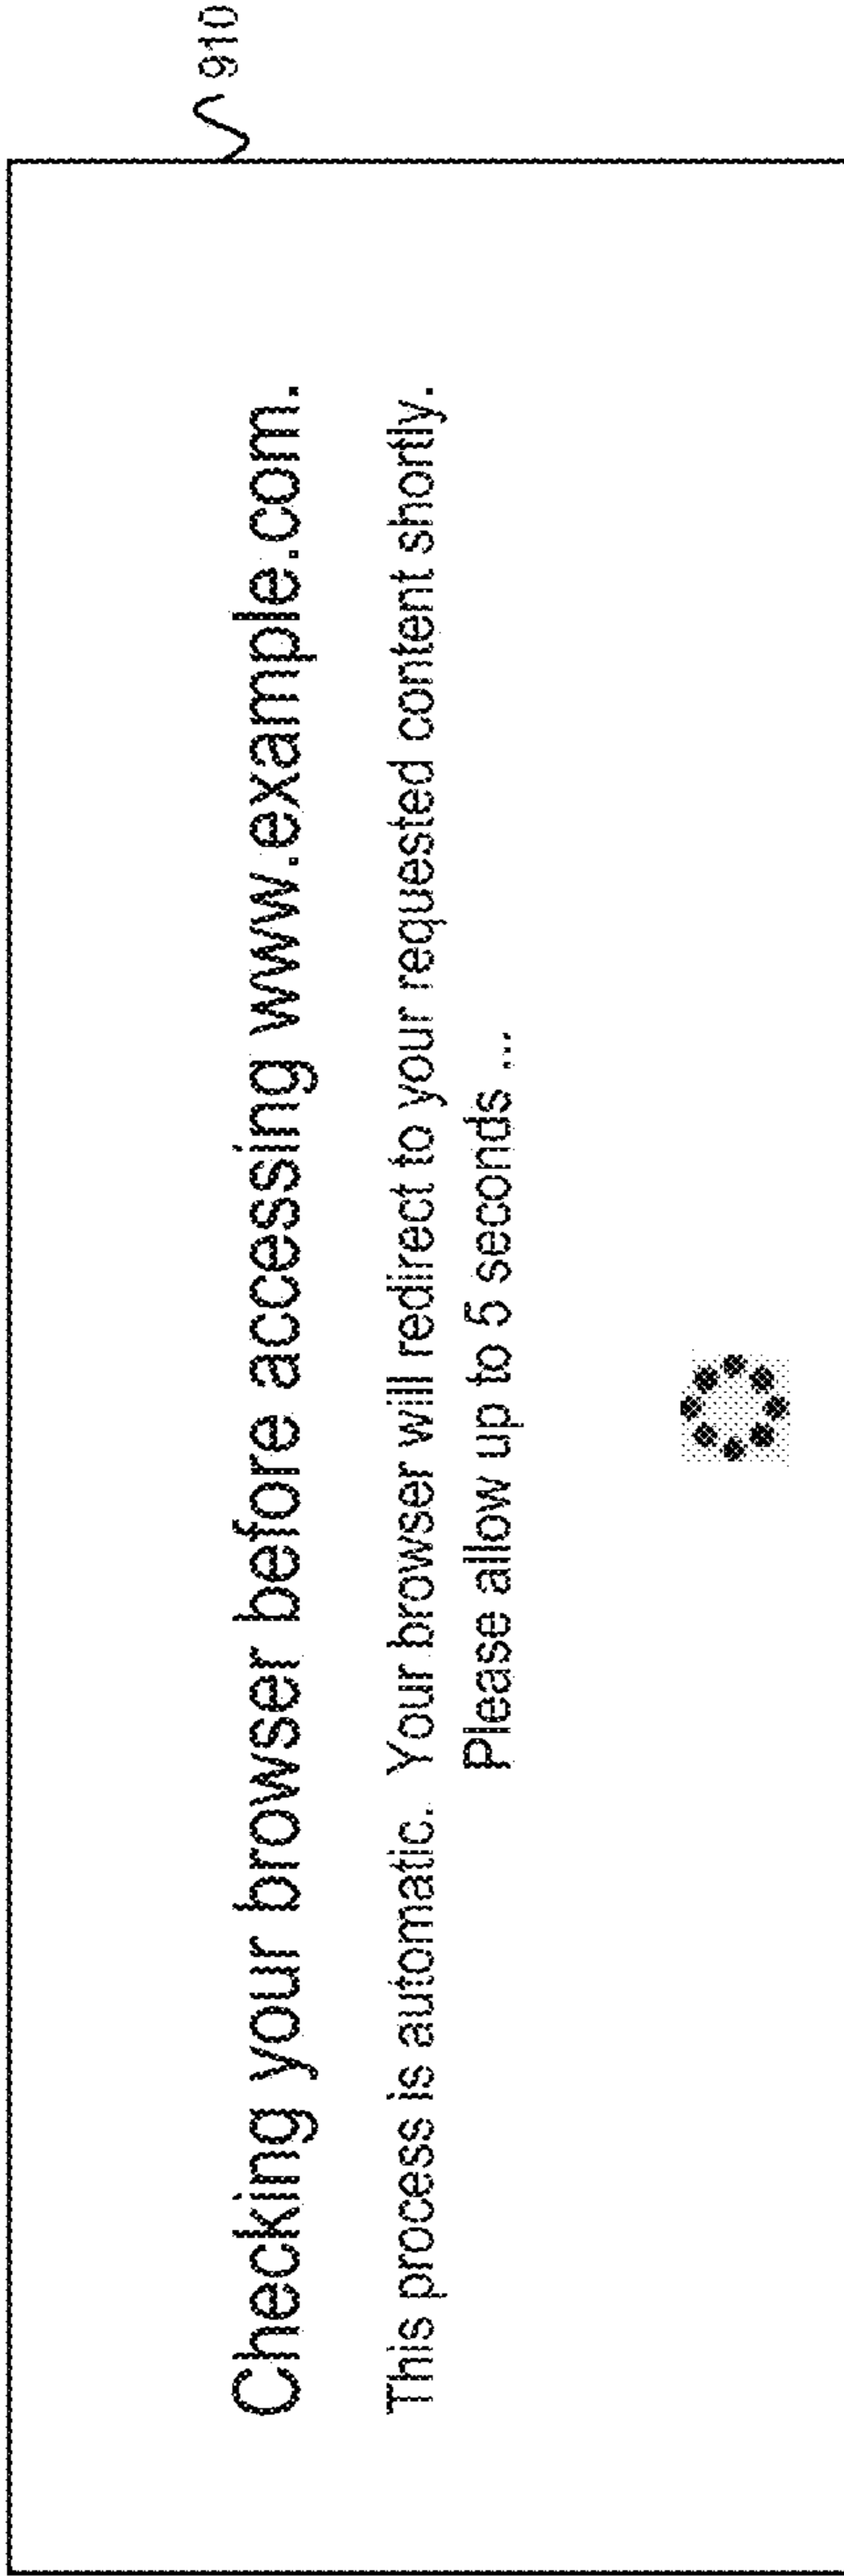 910
Checking your browser before accessing www.example.com.
This process is automatic. Your browser will redirect to your requested content shortly.
Please allow up to 5 seconds ...